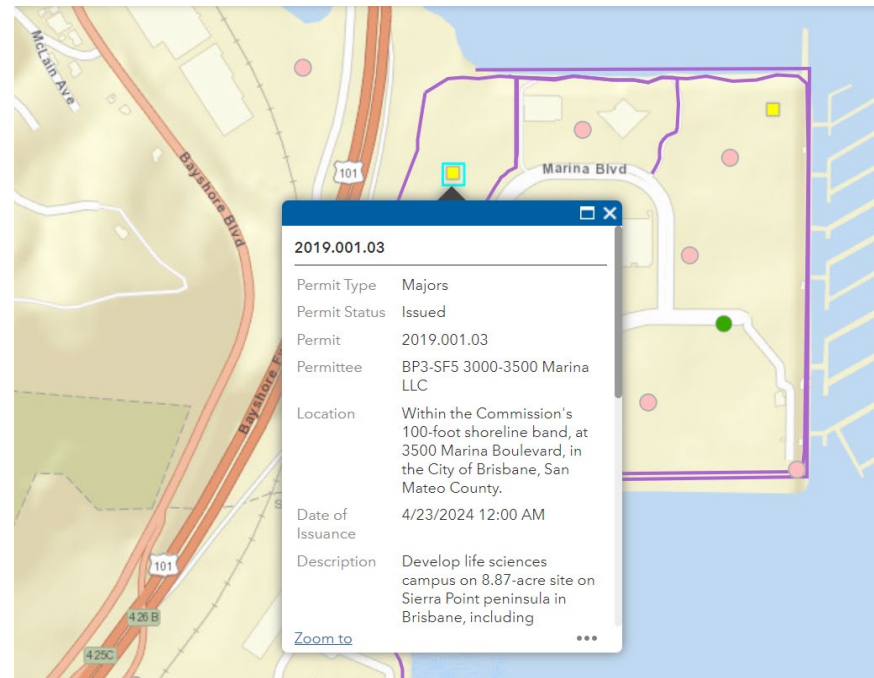 McLain Ave
Bayshore Blvd
101
Marina Blvd
2019.001.03
Permit Type Majors
Permit Status Issued
Permit 2019.001.03
Permittee BP3-SF5 3000-3500 Marina
LLC
Location Within the Commission's
100-foot shoreline band, at
3500 Marina Boulevard, in
the City of Brisbane, San
Mateo County.
Date of 4/23/2024 12:00 AM
Issuance
Description Develop life sciences
campus on 8.87-acre site on
Sierra Point peninsula in
Brisbane, including
Zoom to
Bayshore
101
426B
425C